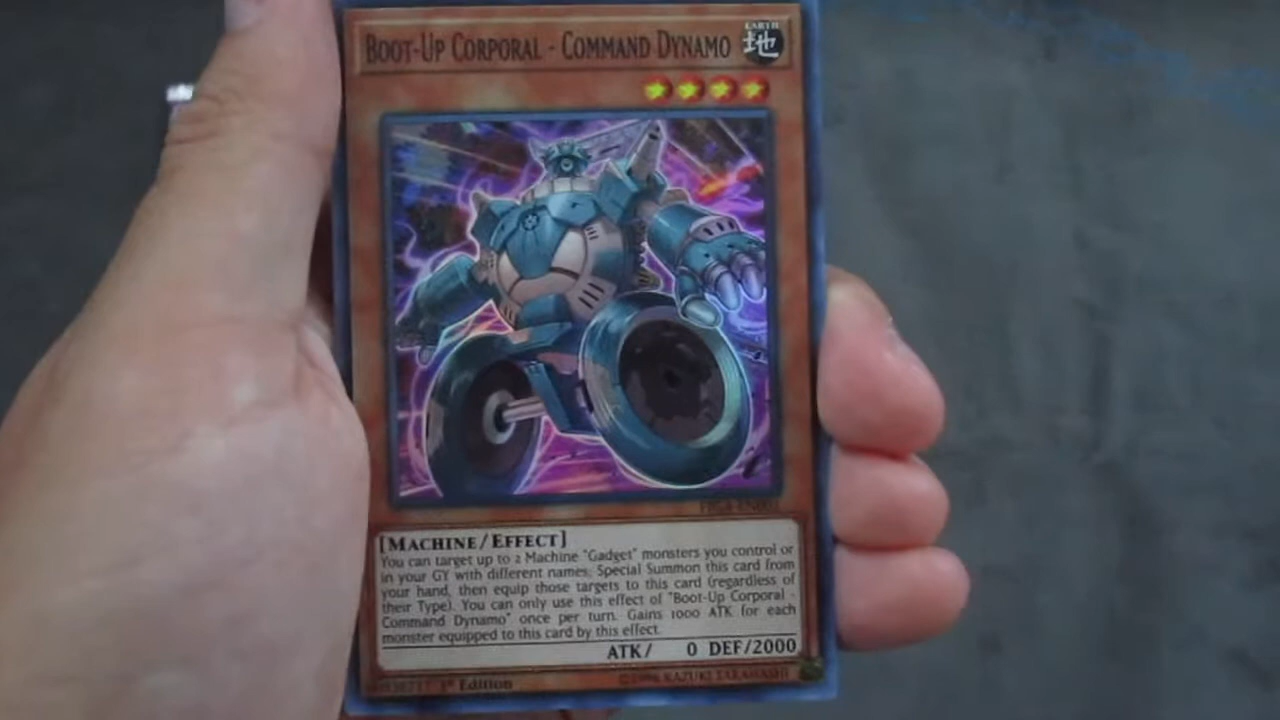 BOOT-UP CORPORAL - COMMAND DYNAMO
EARTH
地
[MACHINE/EFFECT]
You can target up to 2 Machine "Gadget" monsters you control or
in your GY with different names; Special Summon this card from
your hand, then equip those targets to this card (regardless of
their Type). You can only use this effect of "Boot-Up Corporal -
Command Dynamo" once per turn. Gains 1000 ATK for each
monster equipped to this card by this effect.
ATK/ 0 DEF/2000
1st Edition
©1996 KAZUKI TAKAHASHI